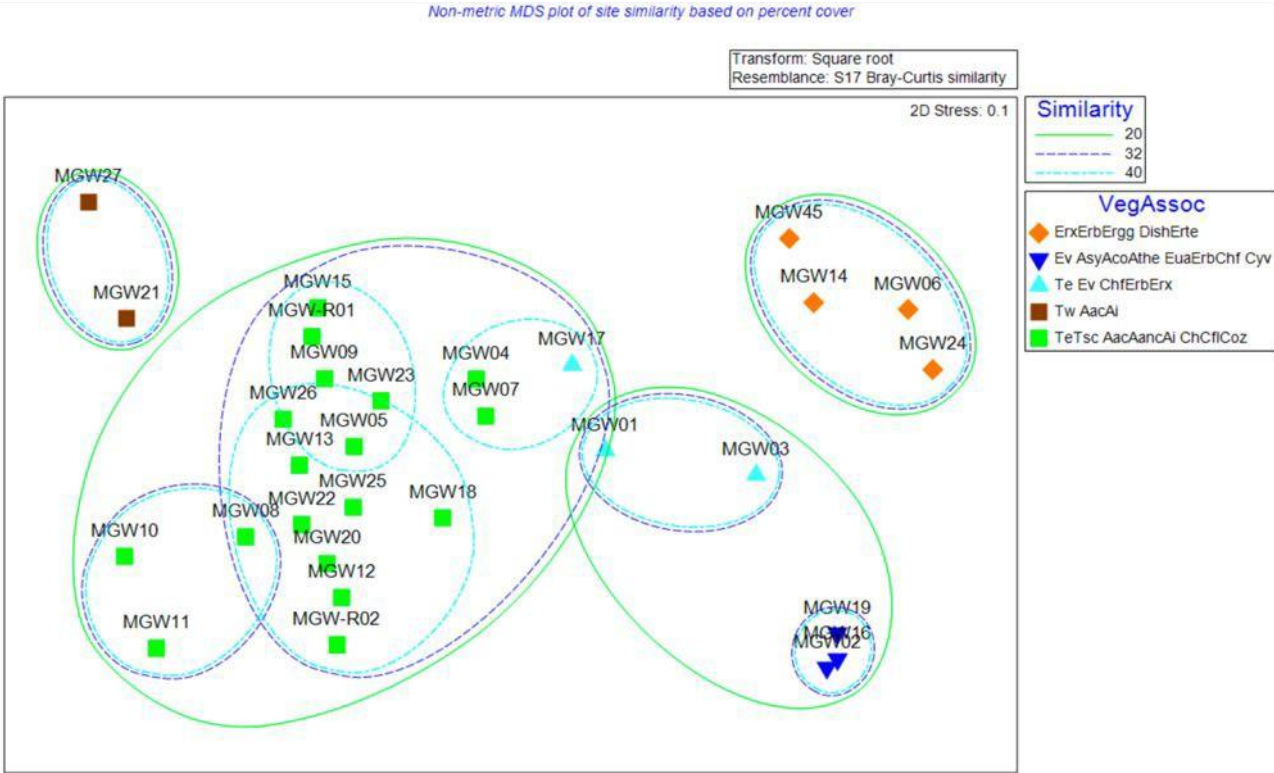 Non-metric MDS plot of site similarity based on percent cover
Transform: Square root
Resemblance: S17 Bray-Curtis similarity
2D Stress: 0.1
Similarity
20
32
40
VegAssoc
ErxErbErgg DishErte
Ev AsyAcoAthe EuaErbChf Cyv
Te Ev ChfErbErx
Tw AacAi
TeTsc AacAancAi ChCflCoz
MGW27
MGW21
MGW45
MGW14
MGW06
MGW24
MGW15
MGW-R01
MGW09
MGW23
MGW26
MGW05
MGW13
MGW25
MGW22
MGW18
MGW20
MGW12
MGW-R02
MGW04
MGW17
MGW07
MGW01
MGW03
MGW10
MGW08
MGW11
MGW19
MGW16
MGW02